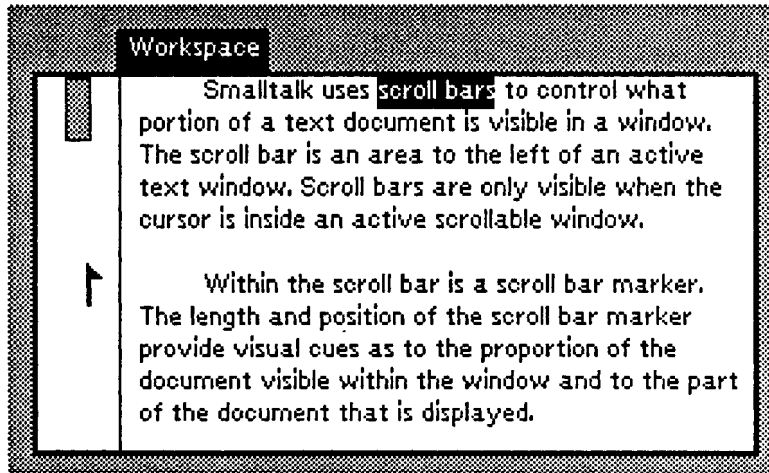 Workspace
Smalltalk uses scroll bars to control what
portion of a text document is visible in a window.
The scroll bar is an area to the left of an active
text window. Scroll bars are only visible when the
cursor is inside an active scrollable window.
Within the scroll bar is a scroll bar marker.
The length and position of the scroll bar marker
provide visual cues as to the proportion of the
document visible within the window and to the part
of the document that is displayed.